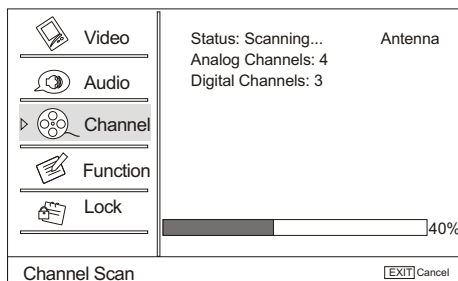 Video
Audio
Channel
Function
Lock
Status: Scanning... Antenna
Analog Channels: 4
Digital Channels: 3
40%
Channel Scan
EXIT Cancel